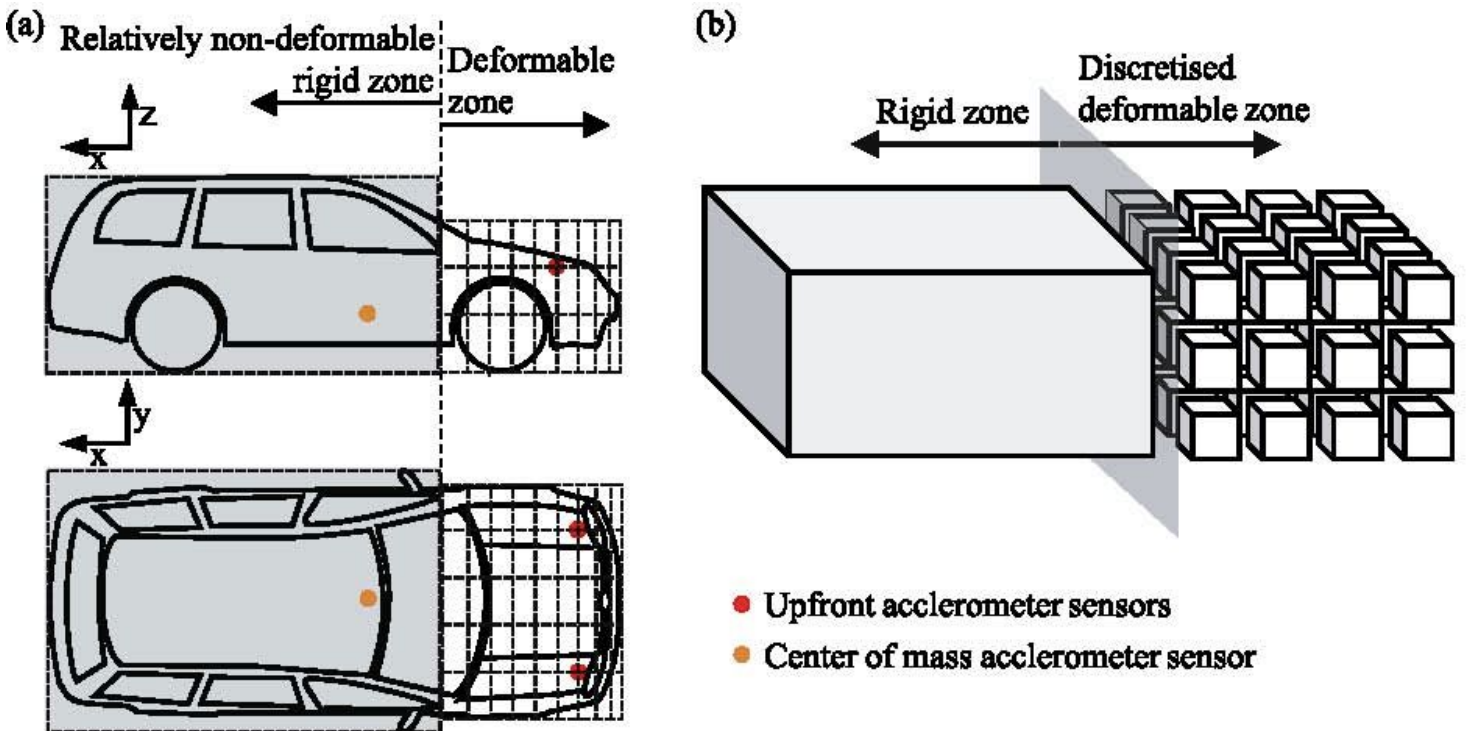 (a)
Relatively non-deformable
rigid zone
Deformable
zone
z
x
y
x
(b)
Discretised
deformable zone
Rigid zone
Upfront acclerometer sensors
Center of mass acclerometer sensor